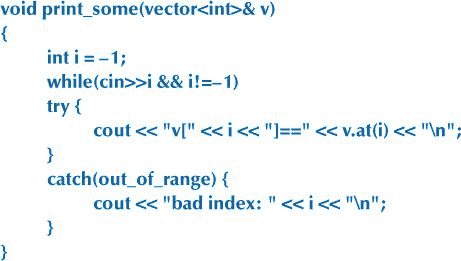 void print_some(vector<int>& v)
{
int i = –1;
while(cin>>i && i!=–1)
try {
cout << "v[" << i << "]==" << v.at(i) << "\n";
}
catch(out_of_range) {
cout << "bad index: " << i << "\n";
}
}